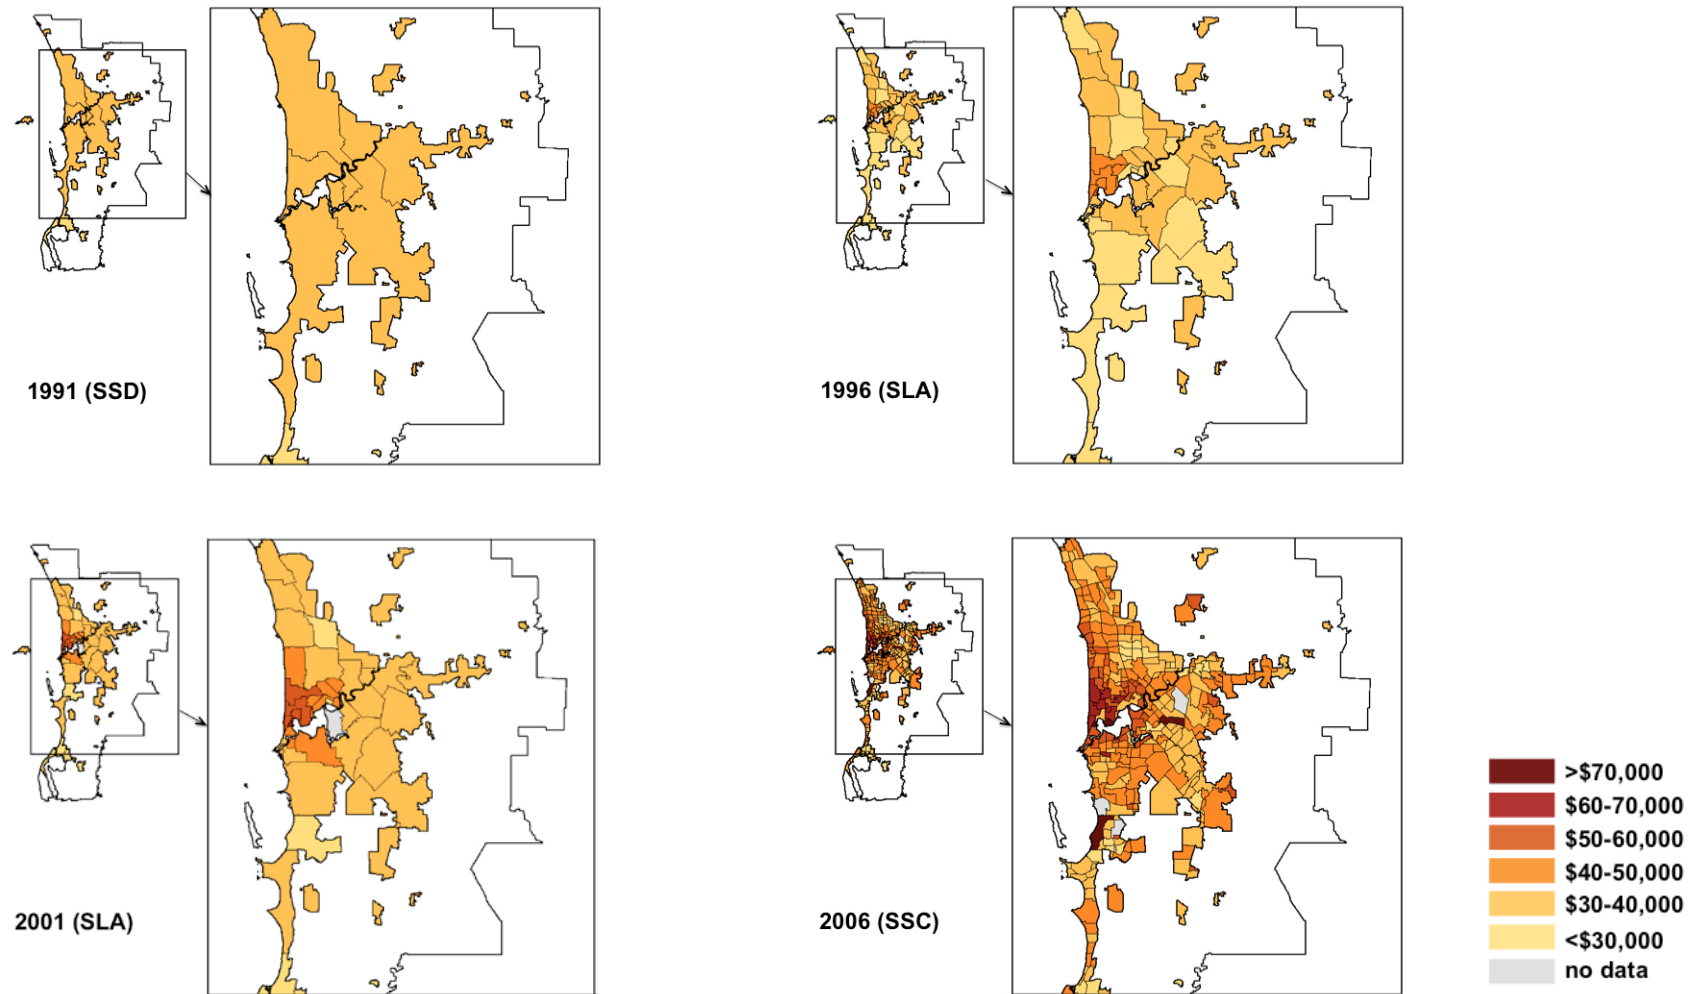 1991 (SSD)
1996 (SLA)
2001 (SLA)
2006 (SSC)
>$70,000
$60-70,000
$50-60,000
$40-50,000
$30-40,000
<$30,000
no data